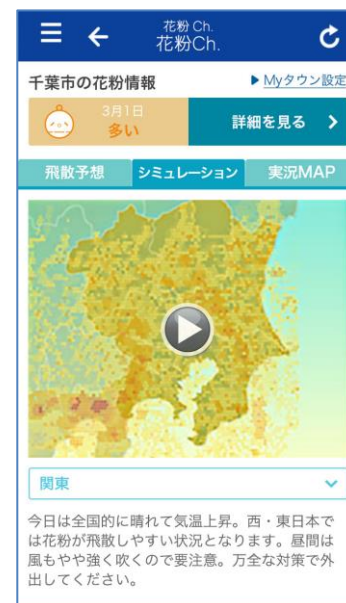 花粉 Ch.
花粉Ch.
千葉市の花粉情報
▶ Myタウン設定
3月1日
多い
詳細を見る
飛散予想
シミュレーション
実況MAP
関東
今日は全国的に晴れて気温上昇。西・東日本で
は花粉が飛散しやすい状況となります。昼間は
風もやや強く吹くので要注意。万全な対策で外
出してください。